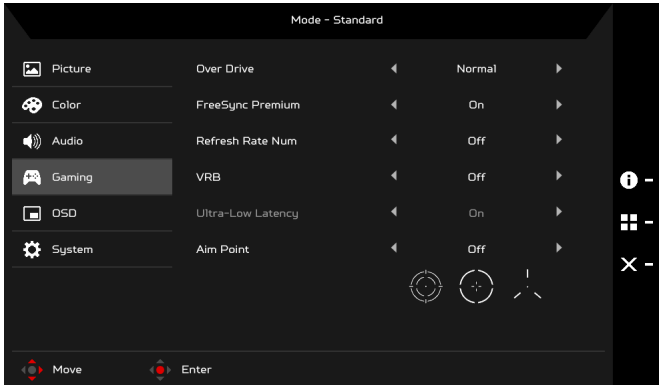 Mode - Standard
Picture
Over Drive Normal
Color
FreeSync Premium On
Audio
Refresh Rate Num Off
Gaming
VRB Off
OSD
Ultra-Low Latency On
System
Aim Point Off
Move Enter